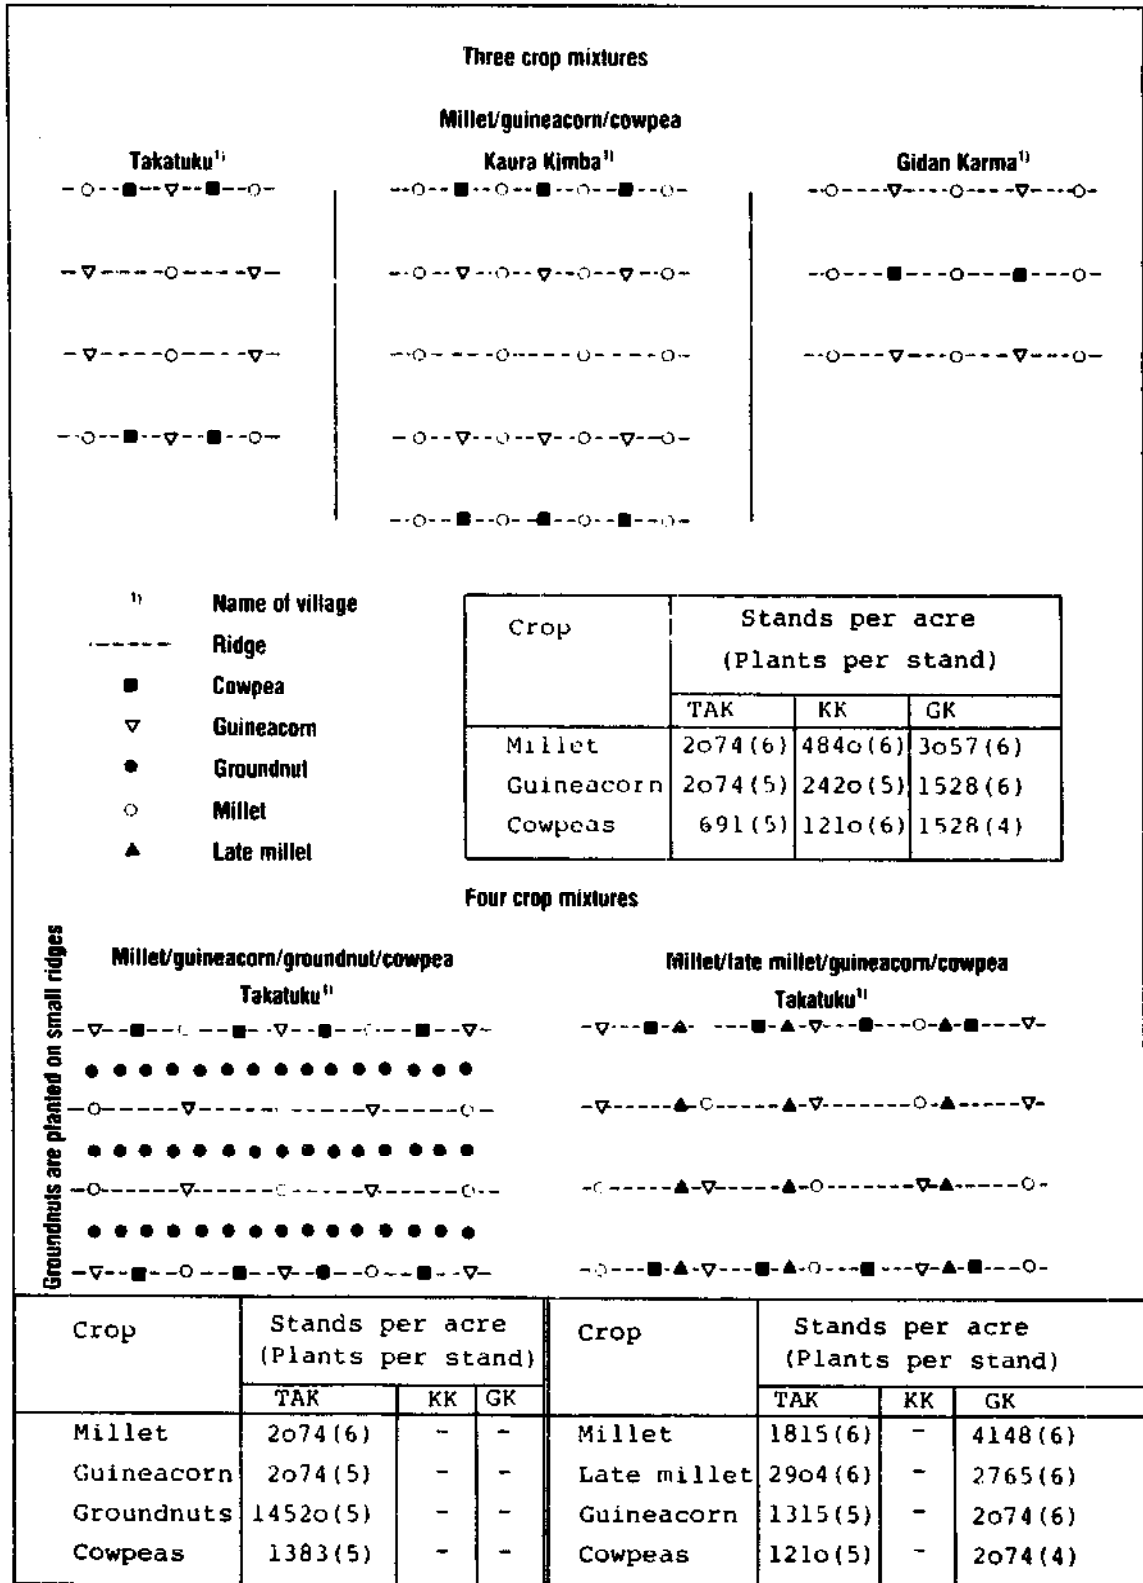 Three crop mixtures
Millet/guineacorn/cowpea
Takatuku¹⁾ Kaura Kimba¹⁾ Gidan Karma¹⁾
¹⁾ Name of village
Ridge
Cowpea
Guineacorn
Groundnut
Millet
Late millet
Crop Stands per acre
(Plants per stand)
TAK KK GK
Millet 2o74(6) 484o(6) 3o57(6)
Guineacorn 2o74(5) 242o(5) 1528(6)
Cowpeas 691(5) 121o(6) 1528(4)
Four crop mixtures
Groundnuts are planted on small ridges
Millet/guineacorn/groundnut/cowpea
Takatuku¹⁾
Millet/late millet/guineacorn/cowpea
Takatuku¹⁾
Crop Stands per acre
(Plants per stand)
TAK KK GK
Millet 2o74(6) - -
Guineacorn 2o74(5) - -
Groundnuts 1452o(5) - -
Cowpeas 1383(5) - -
Crop Stands per acre
(Plants per stand)
TAK KK GK
Millet 1815(6) - 4148(6)
Late millet 29o4(6) - 2765(6)
Guineacorn 1315(5) - 2o74(6)
Cowpeas 121o(5) - 2o74(4)